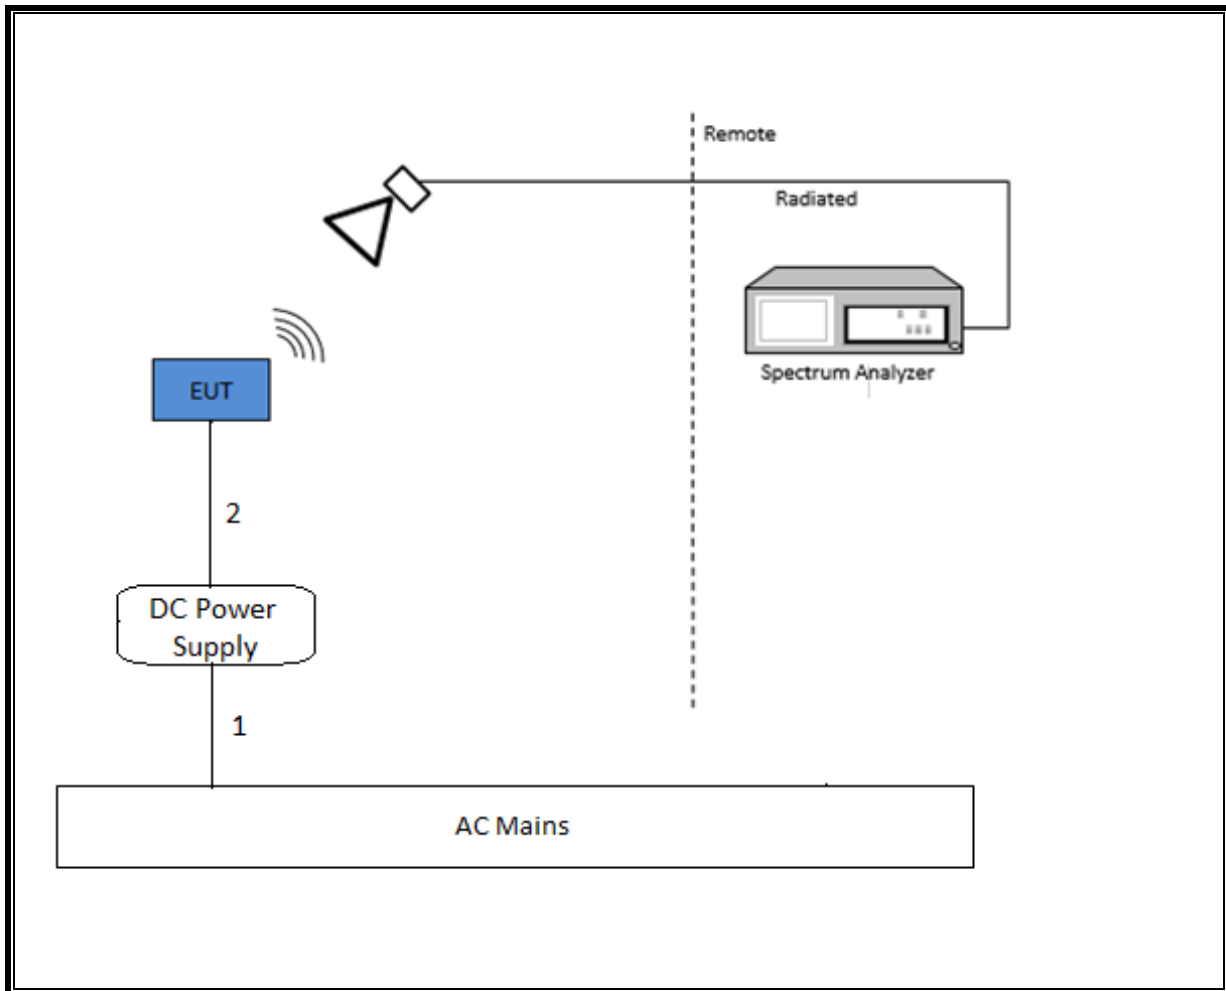 Remote
Radiated
Spectrum Analyzer
EUT
2
DC Power
Supply
1
AC Mains